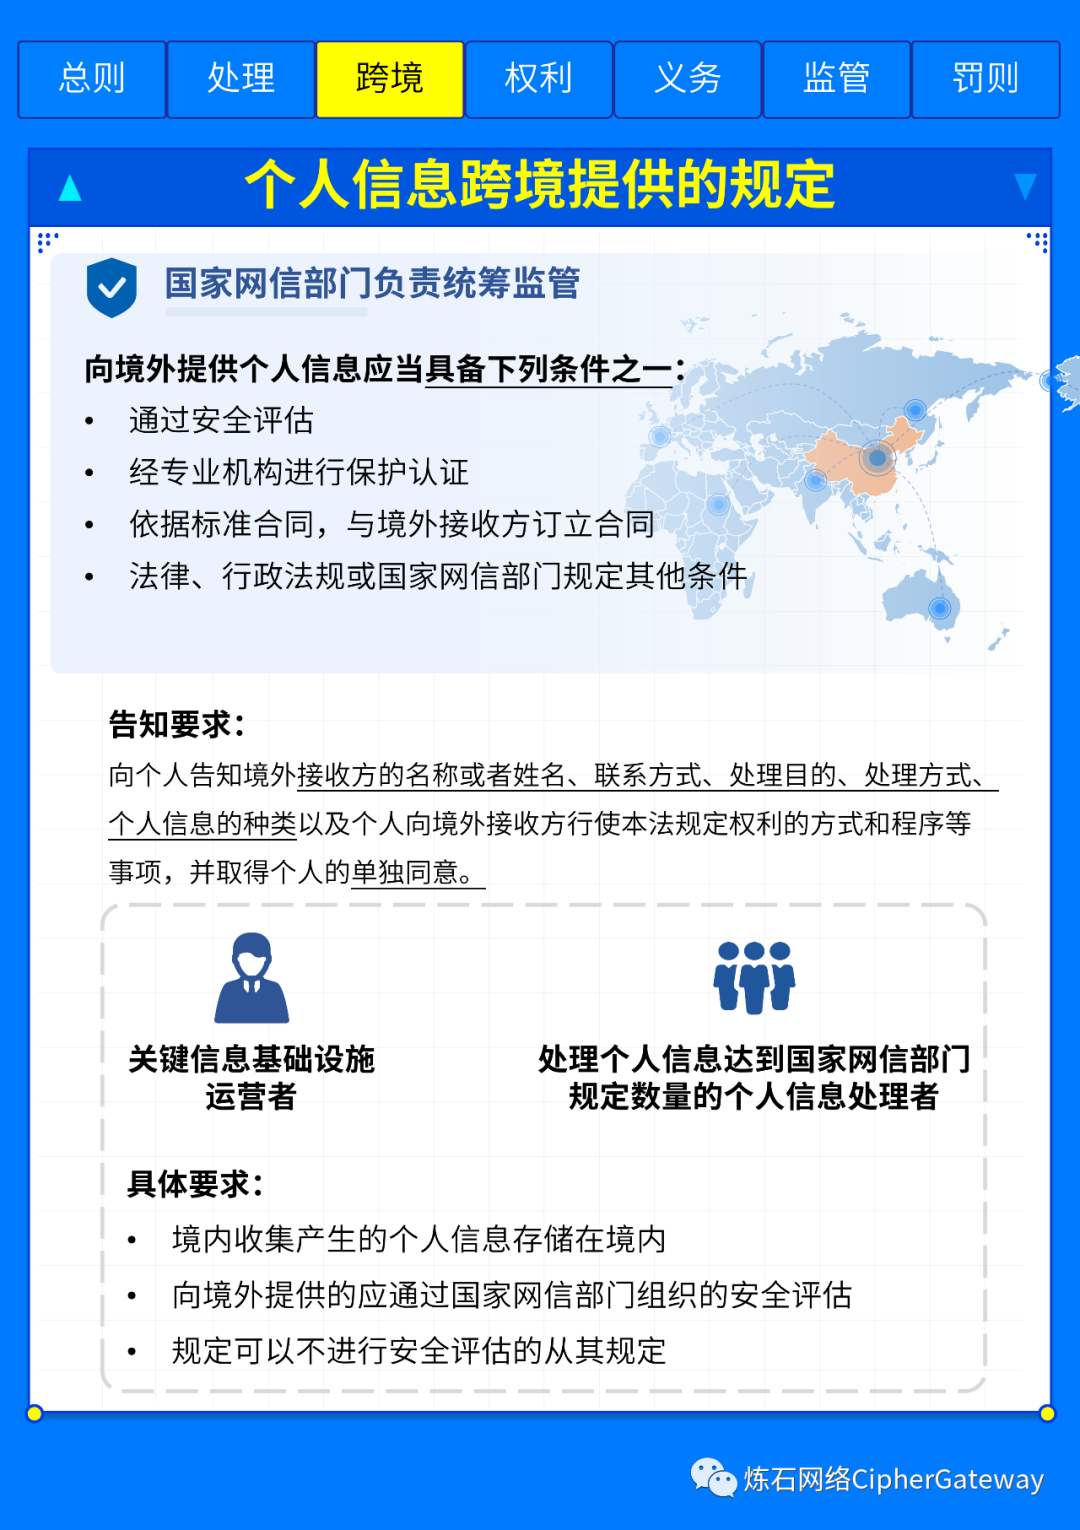 总则 处理 跨境 权利 义务 监管 罚则
个人信息跨境提供的规定
国家网信部门负责统筹监管
向境外提供个人信息应当具备下列条件之一：
• 通过安全评估
• 经专业机构进行保护认证
• 依据标准合同，与境外接收方订立合同
• 法律、行政法规或国家网信部门规定其他条件
告知要求：
向个人告知境外接收方的名称或者姓名、联系方式、处理目的、处理方式、
个人信息的种类以及个人向境外接收方行使本法规定权利的方式和程序等
事项，并取得个人的单独同意。
关键信息基础设施
运营者
处理个人信息达到国家网信部门
规定数量的个人信息处理者
具体要求：
• 境内收集产生的个人信息存储在境内
• 向境外提供的应通过国家网信部门组织的安全评估
• 规定可以不进行安全评估的从其规定
炼石网络CipherGateway